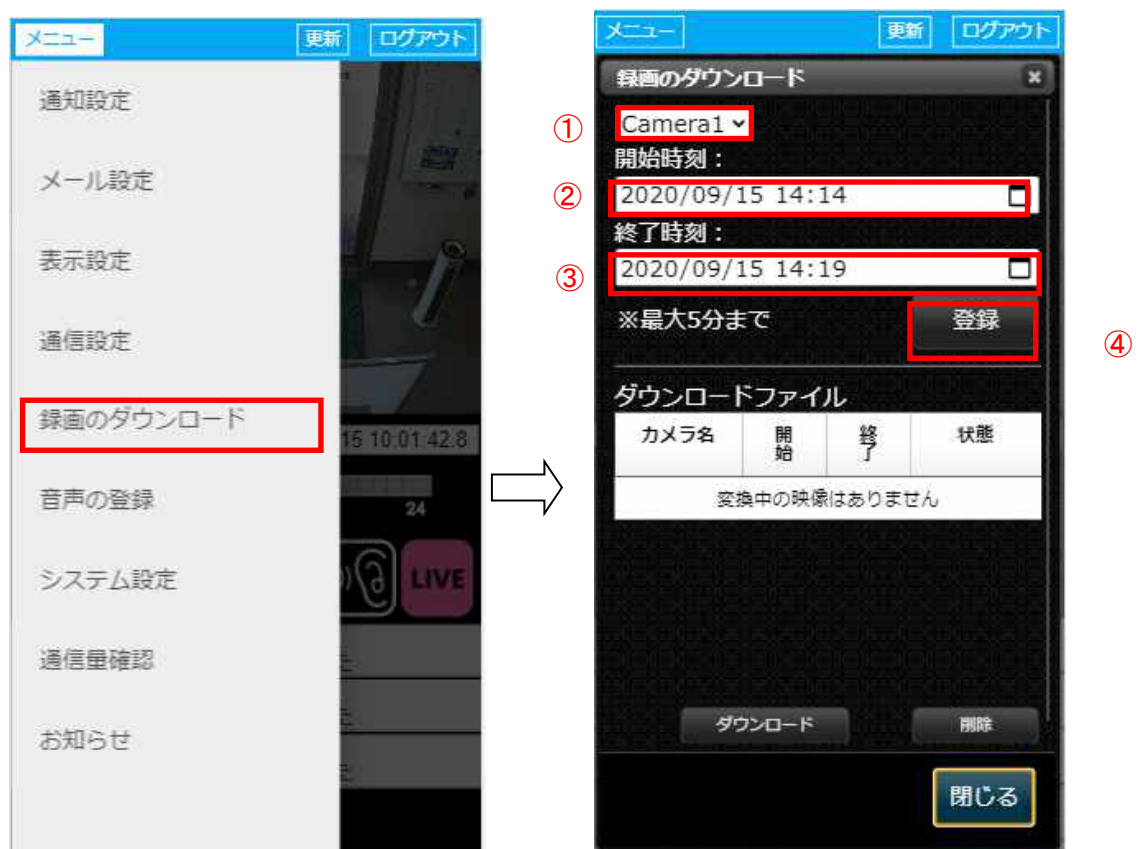 メニュー 更新 ログアウト
通知設定
メール設定
表示設定
通信設定
録画のダウンロード
15 10:01:42.8
音声の登録
24
システム設定
LIVE
通信量確認
お知らせ
メニュー 更新 ログアウト
録画のダウンロード ×
① Camera1
開始時刻：
② 2020/09/15 14:14
終了時刻：
③ 2020/09/15 14:19
※最大5分まで 登録 ④
ダウンロードファイル
カメラ名 開始 終了 状態
変換中の映像はありません
ダウンロード 削除
閉じる